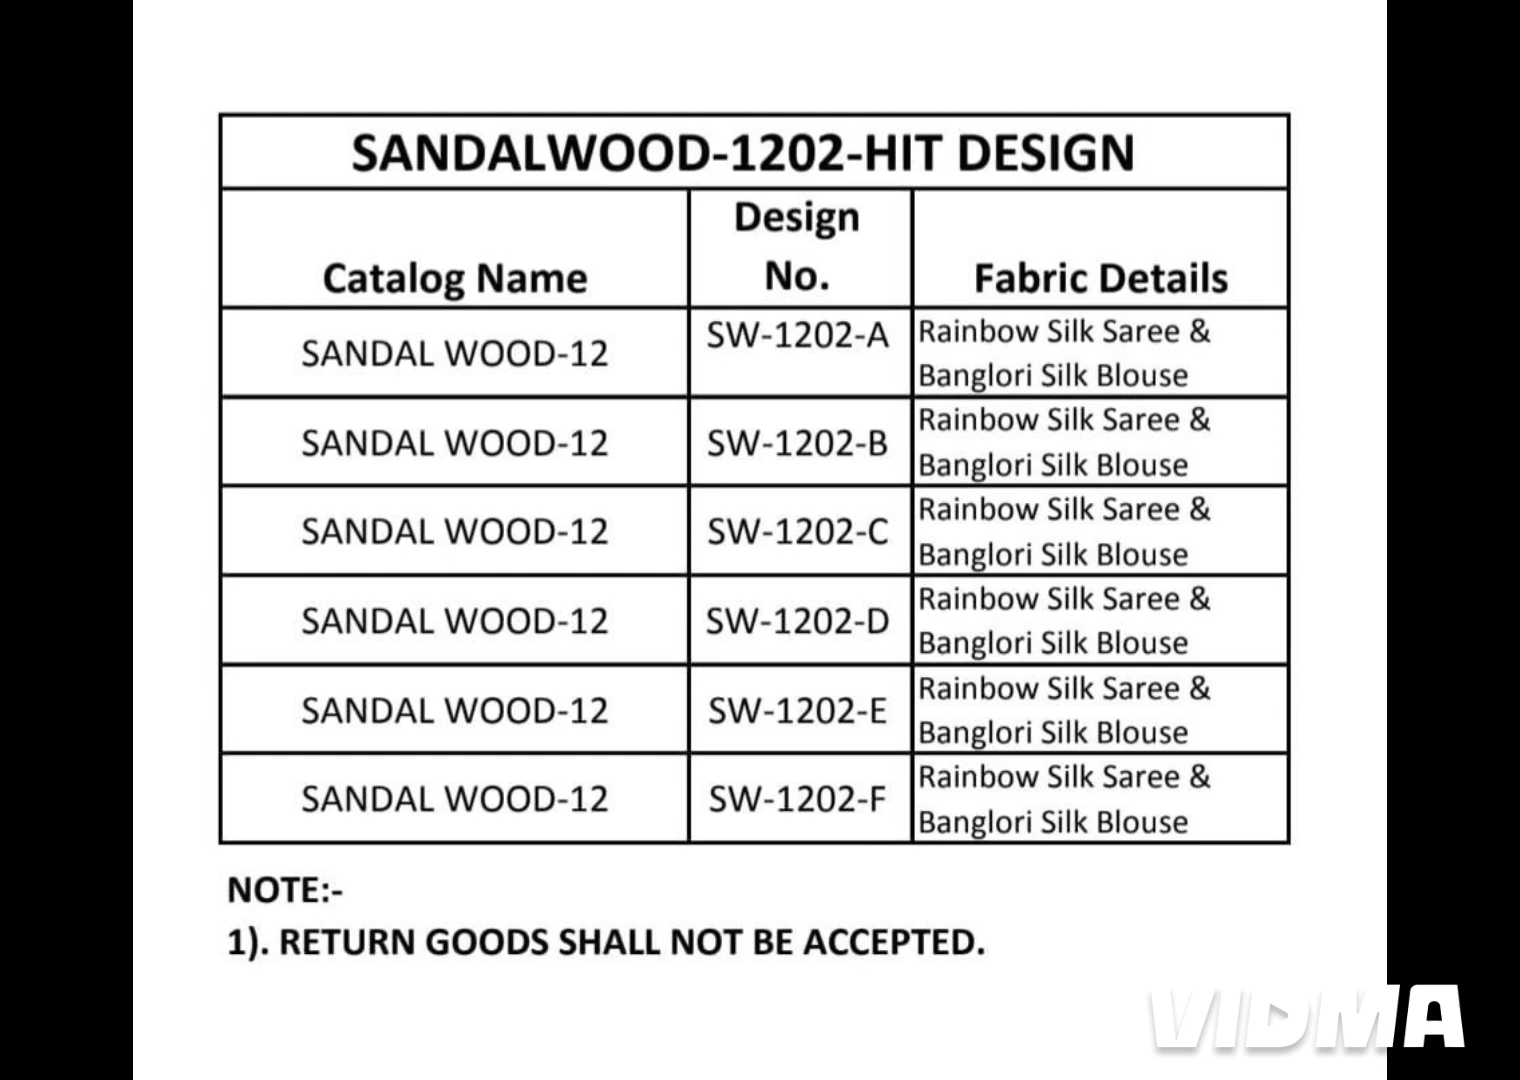 SANDALWOOD-1202-HIT DESIGN
Catalog Name
Design
No.
Fabric Details
SANDAL WOOD-12
SW-1202-A
Rainbow Silk Saree &
Banglori Silk Blouse
SANDAL WOOD-12
SW-1202-B
Rainbow Silk Saree &
Banglori Silk Blouse
SANDAL WOOD-12
SW-1202-C
Rainbow Silk Saree &
Banglori Silk Blouse
SANDAL WOOD-12
SW-1202-D
Rainbow Silk Saree &
Banglori Silk Blouse
SANDAL WOOD-12
SW-1202-E
Rainbow Silk Saree &
Banglori Silk Blouse
SANDAL WOOD-12
SW-1202-F
Rainbow Silk Saree &
Banglori Silk Blouse
NOTE:-
1). RETURN GOODS SHALL NOT BE ACCEPTED.
VIDMA